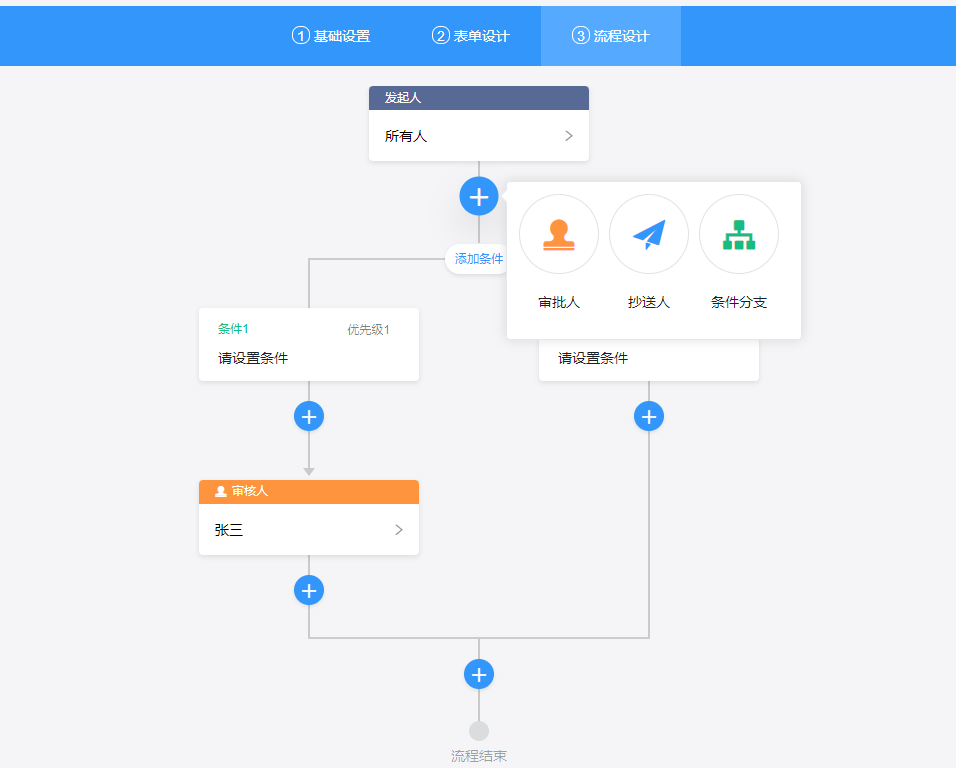 ① 基础设置
② 表单设计
③ 流程设计
发起人
所有人
添加条件
审批人
抄送人
条件分支
条件1
优先级1
请设置条件
请设置条件
审核人
张三
流程结束